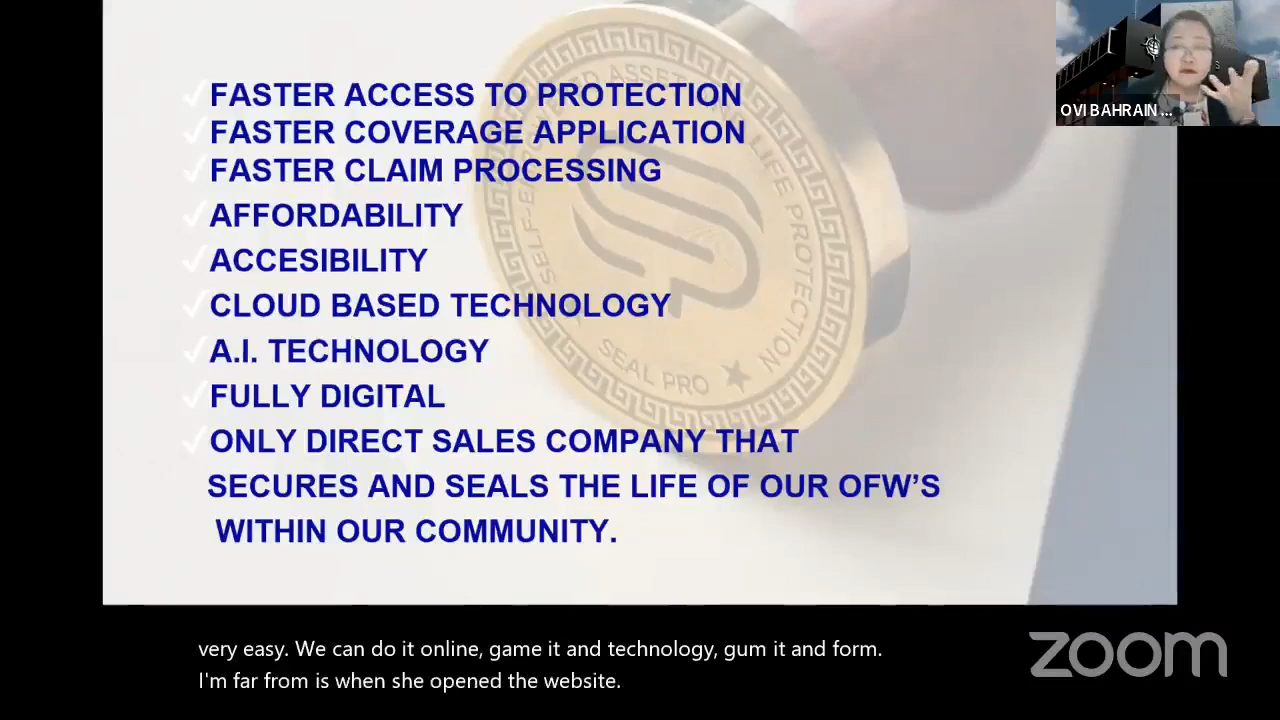 FASTER ACCESS TO PROTECTION
FASTER COVERAGE APPLICATION
FASTER CLAIM PROCESSING
AFFORDABILITY
ACCESIBILITY
CLOUD BASED TECHNOLOGY
A.I. TECHNOLOGY
FULLY DIGITAL
ONLY DIRECT SALES COMPANY THAT
SECURES AND SEALS THE LIFE OF OUR OFW'S
WITHIN OUR COMMUNITY.
LIFE PROTECTION
SEAL PRO
OVI BAHRAIN ...
very easy. We can do it online, game it and technology, gum it and form.
I'm far from is when she opened the website.
zoom